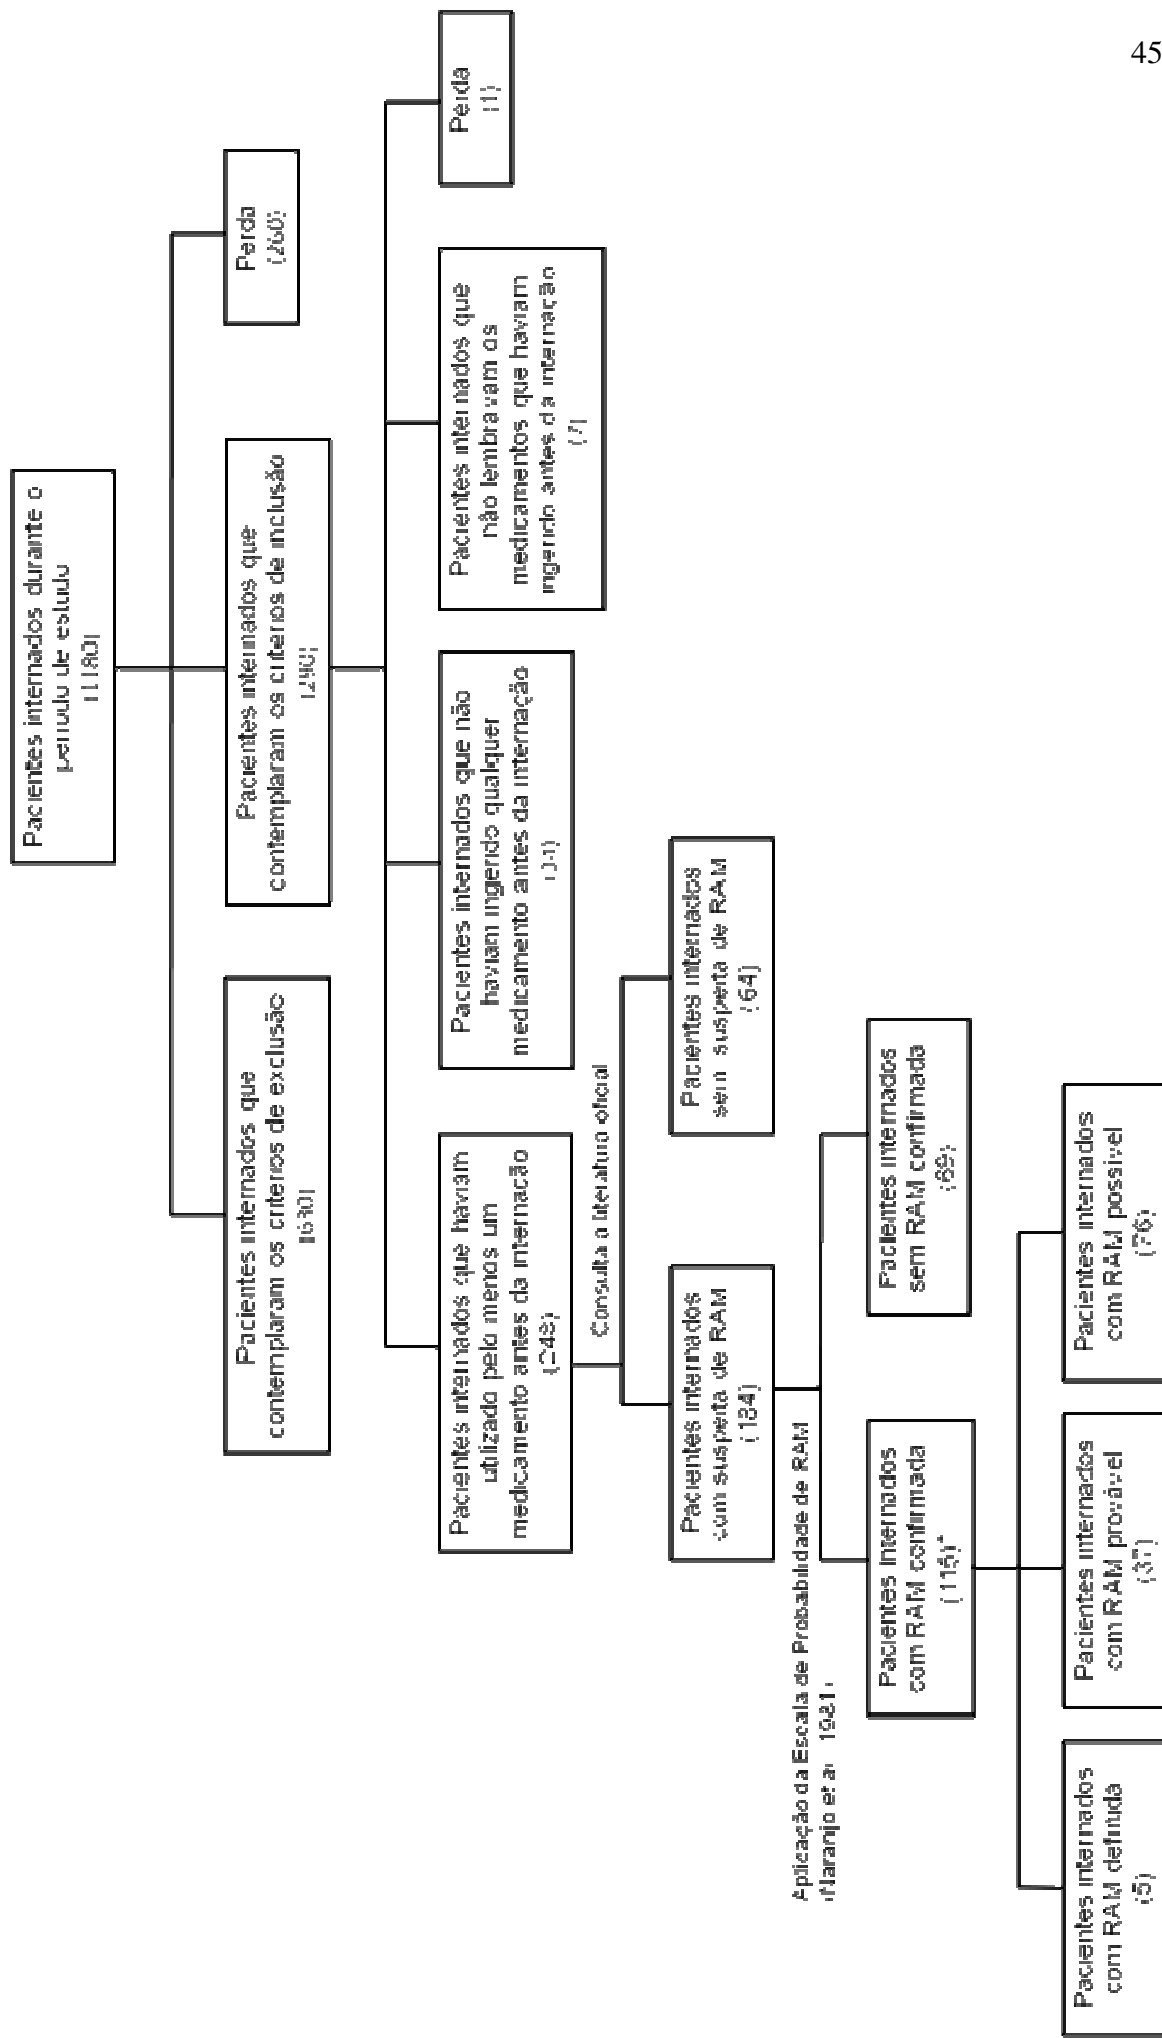 45
Pacientes internados durante o
período de estudo
(1180)
Pacientes internados que
contemplaram os critérios de exclusão
(630)
Pacientes internados que
contemplaram os critérios de inclusão
(290)
Perda
(260)
Pacientes internados que haviam
utilizado pelo menos um
medicamento antes da internação
(248)
Pacientes internados que não
haviam ingerido qualquer
medicamento antes da internação
Pacientes internados que
não lembravam os
medicamentos que haviam
ingerido antes da internação
(7)
Perda
(1)
Consulta a literatura oficial
Pacientes internados
com suspeita de RAM
(184)
Pacientes internados
sem suspeita de RAM
(64)
Aplicação da Escala de Probabilidade de RAM
(Naranjo et al 1981)
Pacientes internados
com RAM confirmada
(115)*
Pacientes internados
sem RAM confirmada
(69)
Pacientes internados
com RAM definida
(5)
Pacientes internados
com RAM provável
(37)
Pacientes internados
com RAM possível
(76)